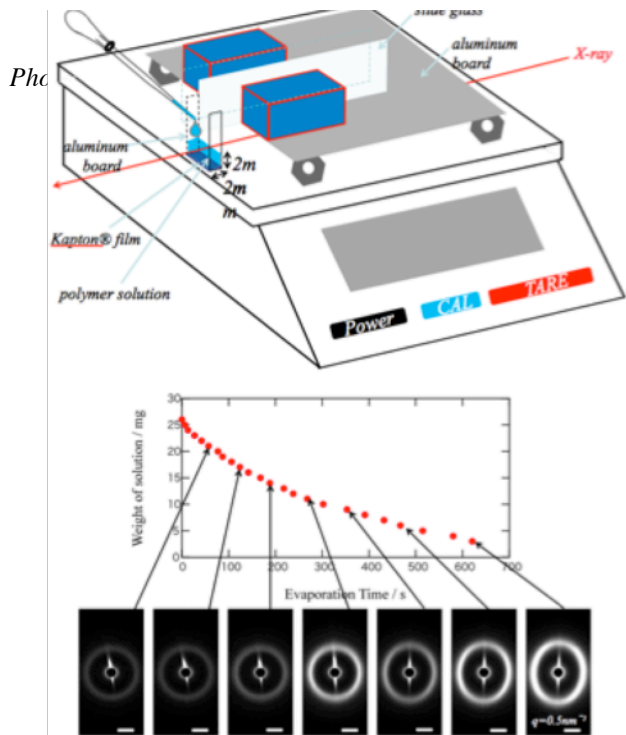 slide glass
aluminum
board
X-ray
Pho
aluminum
board
2m
2m
m
Kapton® film
polymer solution
Power
CAL
TARE
Weight of solution / mg
30
25
20
15
10
5
0
0 100 200 300 400 500 600 700
Evaporation Time / s
q=0.5nm⁻¹